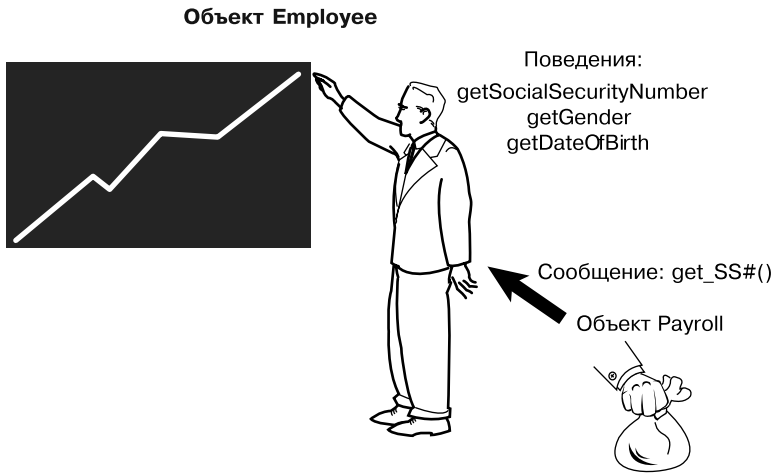 Объект Employee
Поведения:
getSocialSecurityNumber
getGender
getDateOfBirth
Сообщение: get_SS#()
Объект Payroll